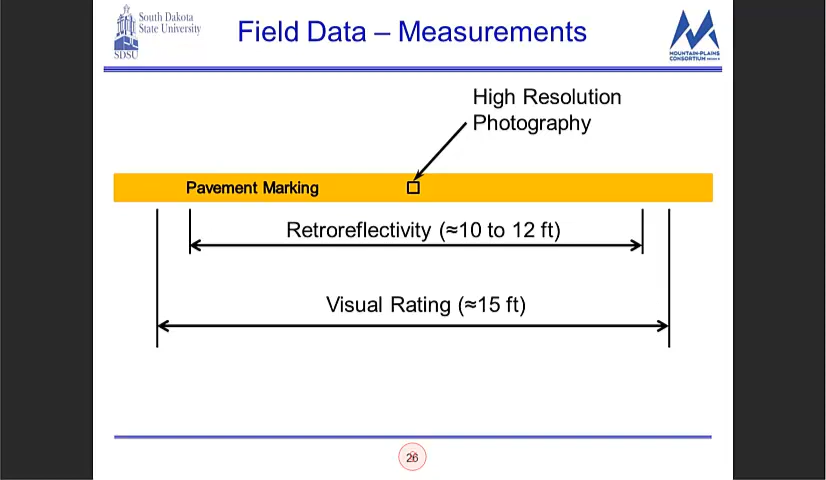 South Dakota
State University
SDSU
Field Data – Measurements
MOUNTAIN-PLAINS
CONSORTIUM
High Resolution
Photography
Pavement Marking
Retroreflectivity (≈10 to 12 ft)
Visual Rating (≈15 ft)
26